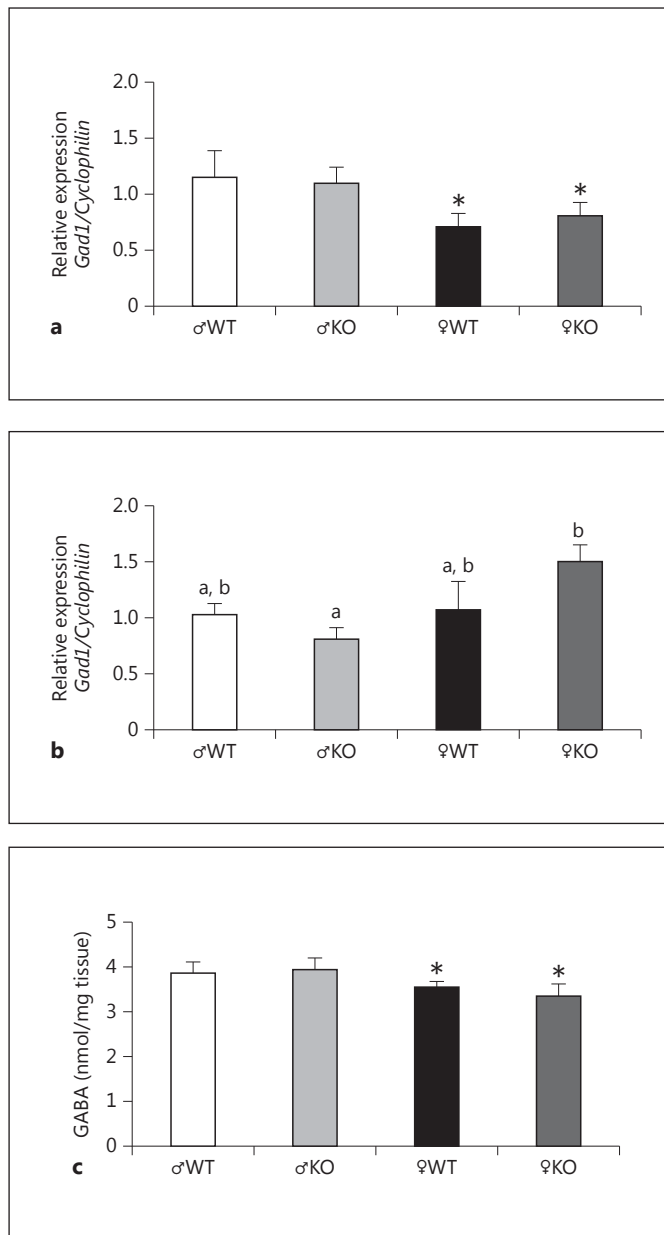 2.0
1.5
1.0
0.5
0
Relative expression
Gad1/Cyclophilin
*
*
♂WT
♂KO
♀WT
♀KO
a
2.0
1.5
1.0
0.5
0
Relative expression
Gad1/Cyclophilin
a, b
a
a, b
b
♂WT
♂KO
♀WT
♀KO
b
5
4
3
2
1
0
GABA (nmol/mg tissue)
*
*
♂WT
♂KO
♀WT
♀KO
c